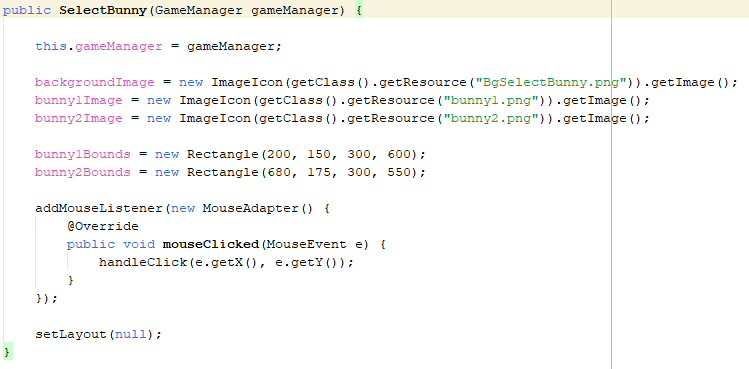 public SelectBunny(GameManager gameManager) {
this.gameManager = gameManager;
backgroundImage = new ImageIcon(getClass().getResource("BgSelectBunny.png")).getImage();
bunny1Image = new ImageIcon(getClass().getResource("bunny1.png")).getImage();
bunny2Image = new ImageIcon(getClass().getResource("bunny2.png")).getImage();
bunny1Bounds = new Rectangle(200, 150, 300, 600);
bunny2Bounds = new Rectangle(680, 175, 300, 550);
addMouseListener(new MouseAdapter() {
@Override
public void mouseClicked(MouseEvent e) {
handleClick(e.getX(), e.getY());
}
});
setLayout(null);
}